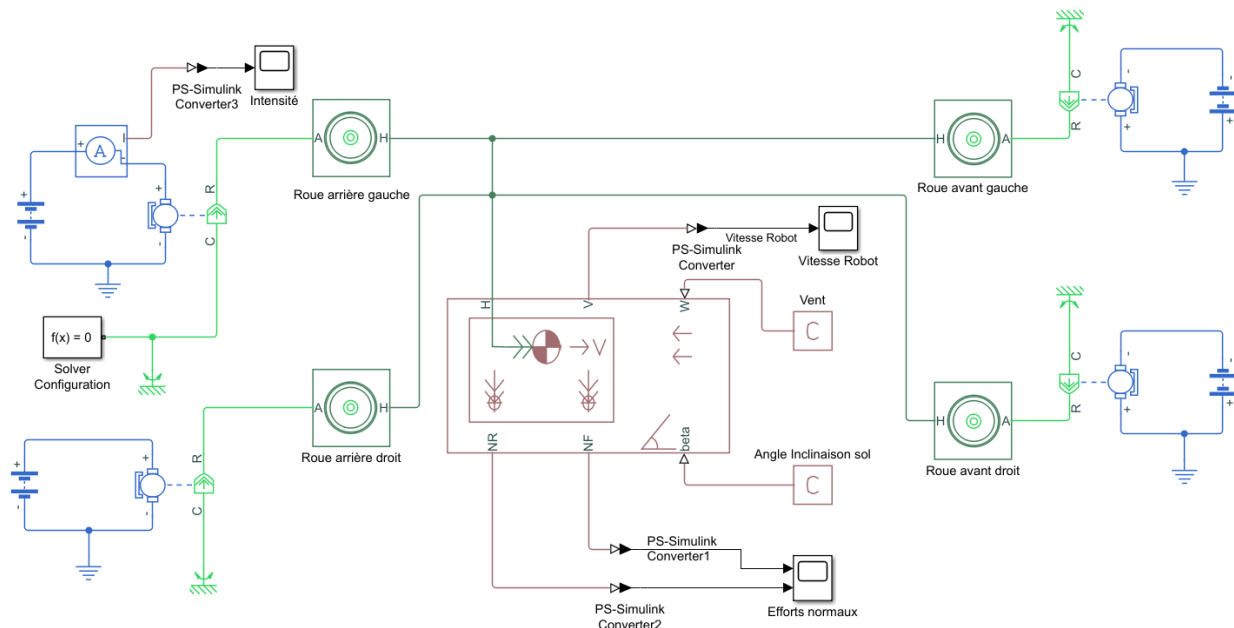 PS-Simulink
Converter3
Intensité
+
A
I
-
+
+
-
-
R
C
A
H
Roue arrière gauche
H
A
Roue avant gauche
C
R
-
+
-
+
f(x) = 0
Solver
Configuration
H
V
W
PS-Simulink
Converter
Vitesse Robot
Vitesse Robot
Vent
C
V
NR
NF
beta
Angle Inclinaison sol
C
A
H
Roue arrière droit
H
A
Roue avant droit
C
R
-
+
-
+
+
-
+
-
R
C
PS-Simulink
Converter1
PS-Simulink
Converter2
Efforts normaux